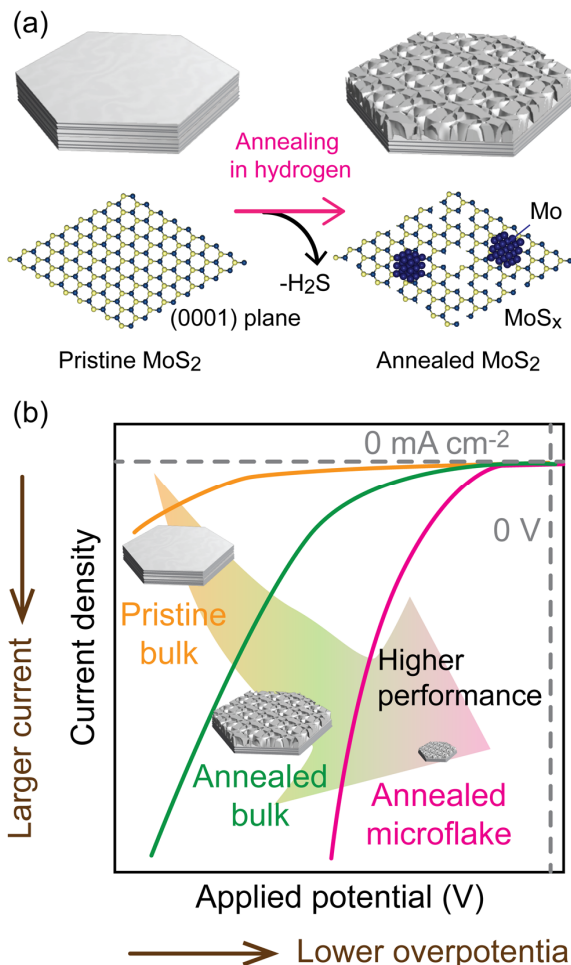 (a)
Annealing
in hydrogen
Mo
-H₂S
(0001) plane
MoSₓ
Pristine MoS₂
Annealed MoS₂
(b)
0 mA cm⁻²
0 V
Pristine
bulk
Higher
performance
Annealed
bulk
Annealed
microflake
Current density
Larger current
Applied potential (V)
Lower overpotentia